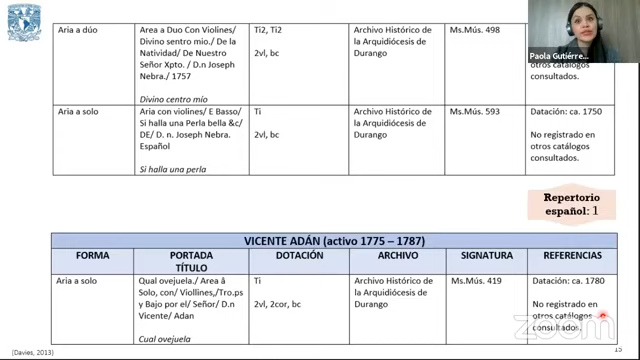 Aria a dúo
Area a Duo Con Violines/
Divino sentro mio./ De la
Natividad/ De Nuestro
Señor Xpto. / D.n Joseph
Nebra./ 1757
Divino centro mío
Ti2, Ti2
2vl, bc
Archivo Histórico de
la Arquidiócesis de
Durango
Ms.Mús. 498
otros catálogos
consultados.
Paola Gutiérre...
Aria a solo
Aria con violines/ E Basso/
Si halla una Perla bella &c/
DE/ D. n. Joseph Nebra.
Español
Si halla una perla
Ti
2vl, bc
Archivo Histórico de
la Arquidiócesis de
Durango
Ms.Mús. 593
Datación: ca. 1750
No registrado en
otros catálogos
consultados.
Repertorio
español: 1
VICENTE ADÁN (activo 1775 – 1787)
FORMA
PORTADA
TÍTULO
DOTACIÓN
ARCHIVO
SIGNATURA
REFERENCIAS
Aria a solo
Qual ovejuela./ Area â
Solo, con/ Viollines,/Tro.ps
y Bajo por el/ Señor/ D.n
Vicente/ Adan
Cual ovejuela
Ti
2vl, 2cor, bc
Archivo Histórico de
la Arquidiócesis de
Durango
Ms.Mús. 419
Datación: ca. 1780
No registrado en
otros catálogos
consultados.
zoom
15
[Davies, 2013)